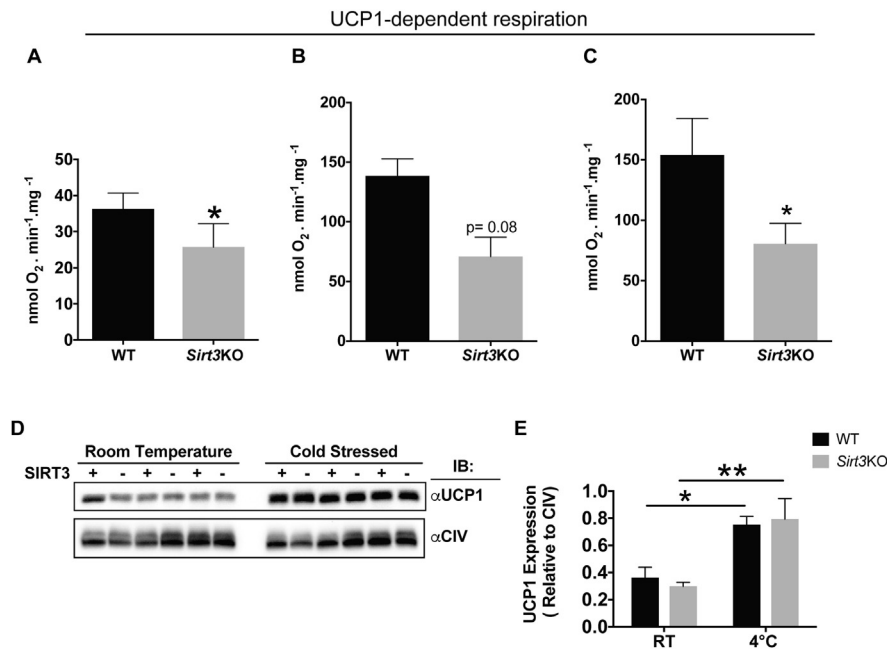 UCP1-dependent respiration
A
nmol O2 . min-1.mg -1
50
40
30
20
10
0
WT
Sirt3KO
*
B
nmol O2 . min-1.mg -1
200
150
100
50
0
WT
Sirt3KO
p= 0.08
C
nmol O2 . min-1.mg -1
200
150
100
50
0
WT
Sirt3KO
*
D
Room Temperature
Cold Stressed
SIRT3 + - + - + - + - + - + -
IB:
αUCP1
αCIV
E
WT
Sirt3KO
UCP1 Expression
( Relative to CIV)
1.0
0.8
0.6
0.4
0.2
0.0
*
**
RT
4°C